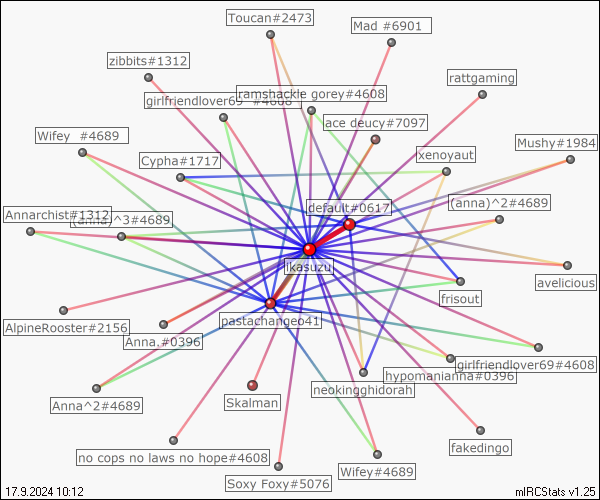 Toucan#2473
Mad #6901
zibbits#1312
rattgaming
ramshackle gorey#4608
girlfriendlover69
ace deucy#7097
Wifey #4689
Mushy#1984
xenoyaut
Cypha#1717
(anna)^2#4689
default#0617
Annarchist#1312
(anna)^3#4689
ikasuzu
avelicious
frisout
AlpineRooster#2156
pastachangeo41
Anna,#0396
girlfriendlover69#4608
hypomanianna#0396
neokingghidorah
Skalman
Anna^2#4689
fakedingo
no cops no laws no hope#4608
Wifey#4689
Soxy Foxy#5076
17.9.2024 10:12
mIRCStats v1.25